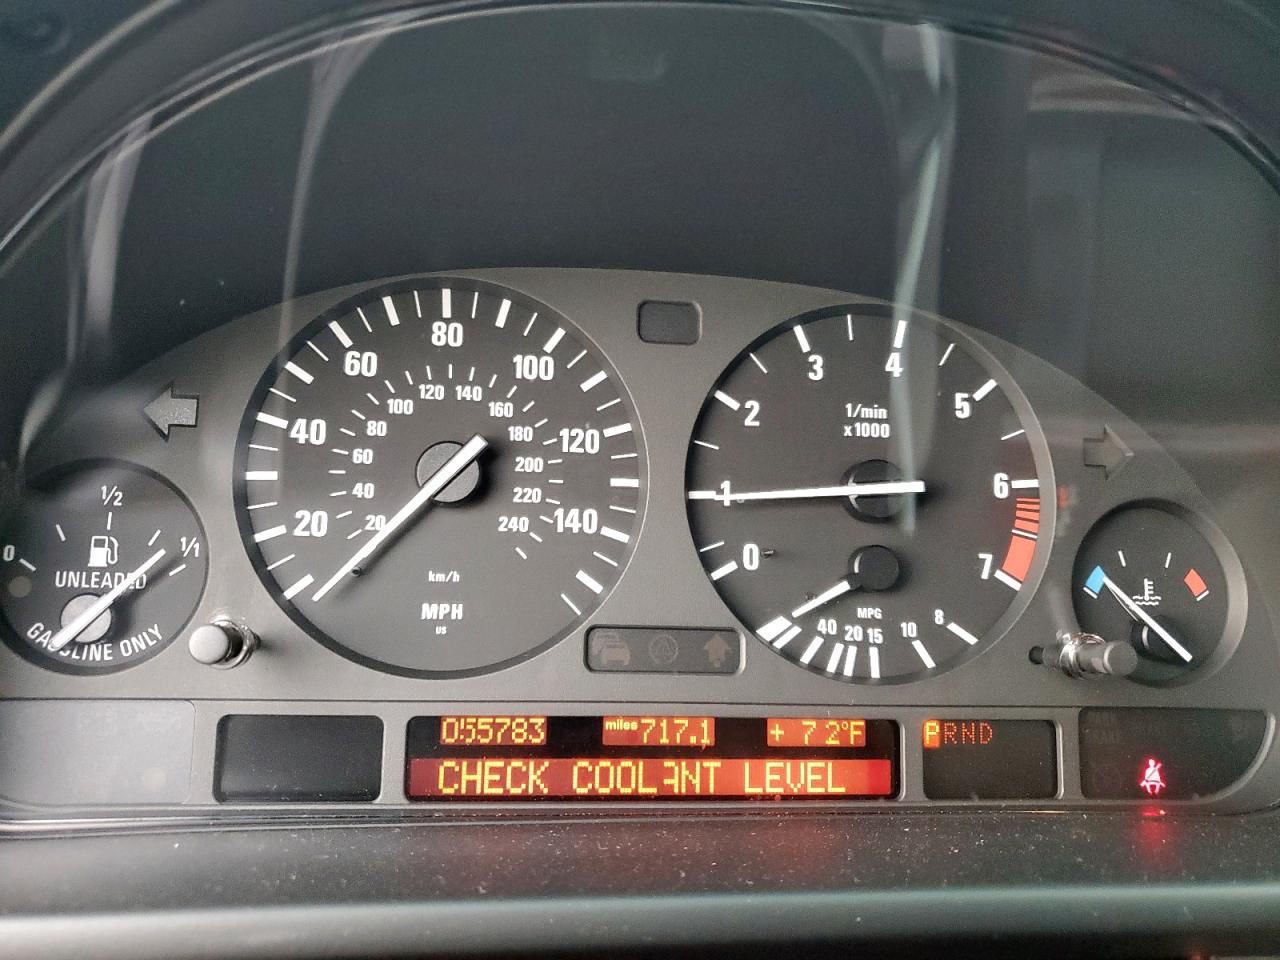 80
60
100
120 140
100
160
40
80
180
120
60
200
40
220
20
20
240
140
km/h
MPH
US
3
4
2
5
1/min
x1000
1
6
0
7
MPG
40 20 15 10 8
1/2
0
1/1
UNLEADED
GASOLINE ONLY
055783
miles 717.1
+ 72°F
PRND
CHECK COOLANT LEVEL